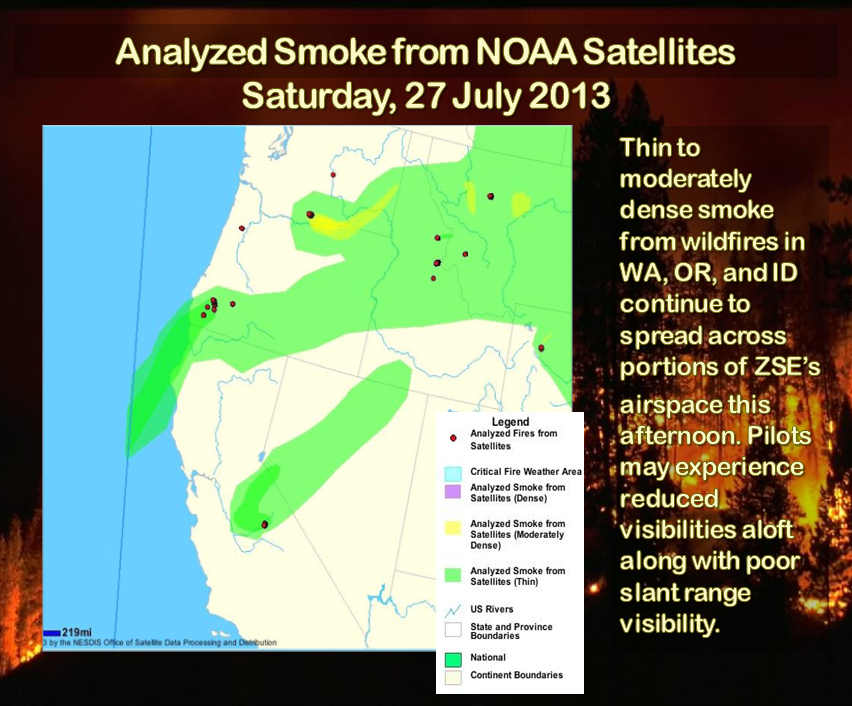 Analyzed Smoke from NOAA Satellites
Saturday, 27 July 2013
Thin to
moderately
dense smoke
from wildfires in
WA, OR, and ID
continue to
spread across
portions of ZSE's
airspace this
afternoon. Pilots
may experience
reduced
visibilities aloft
along with poor
slant range
visibility.
Legend
Analyzed Fires from
Satellites
Critical Fire Weather Area
Analyzed Smoke from
Satellites (Dense)
Analyzed Smoke from
Satellites (Moderately
Dense)
Analyzed Smoke from
Satellites (Thin)
US Rivers
State and Province
Boundaries
National
Continent Boundaries
219mi
3 by the NESDIS Office of Satellite Data Processing and Distribution